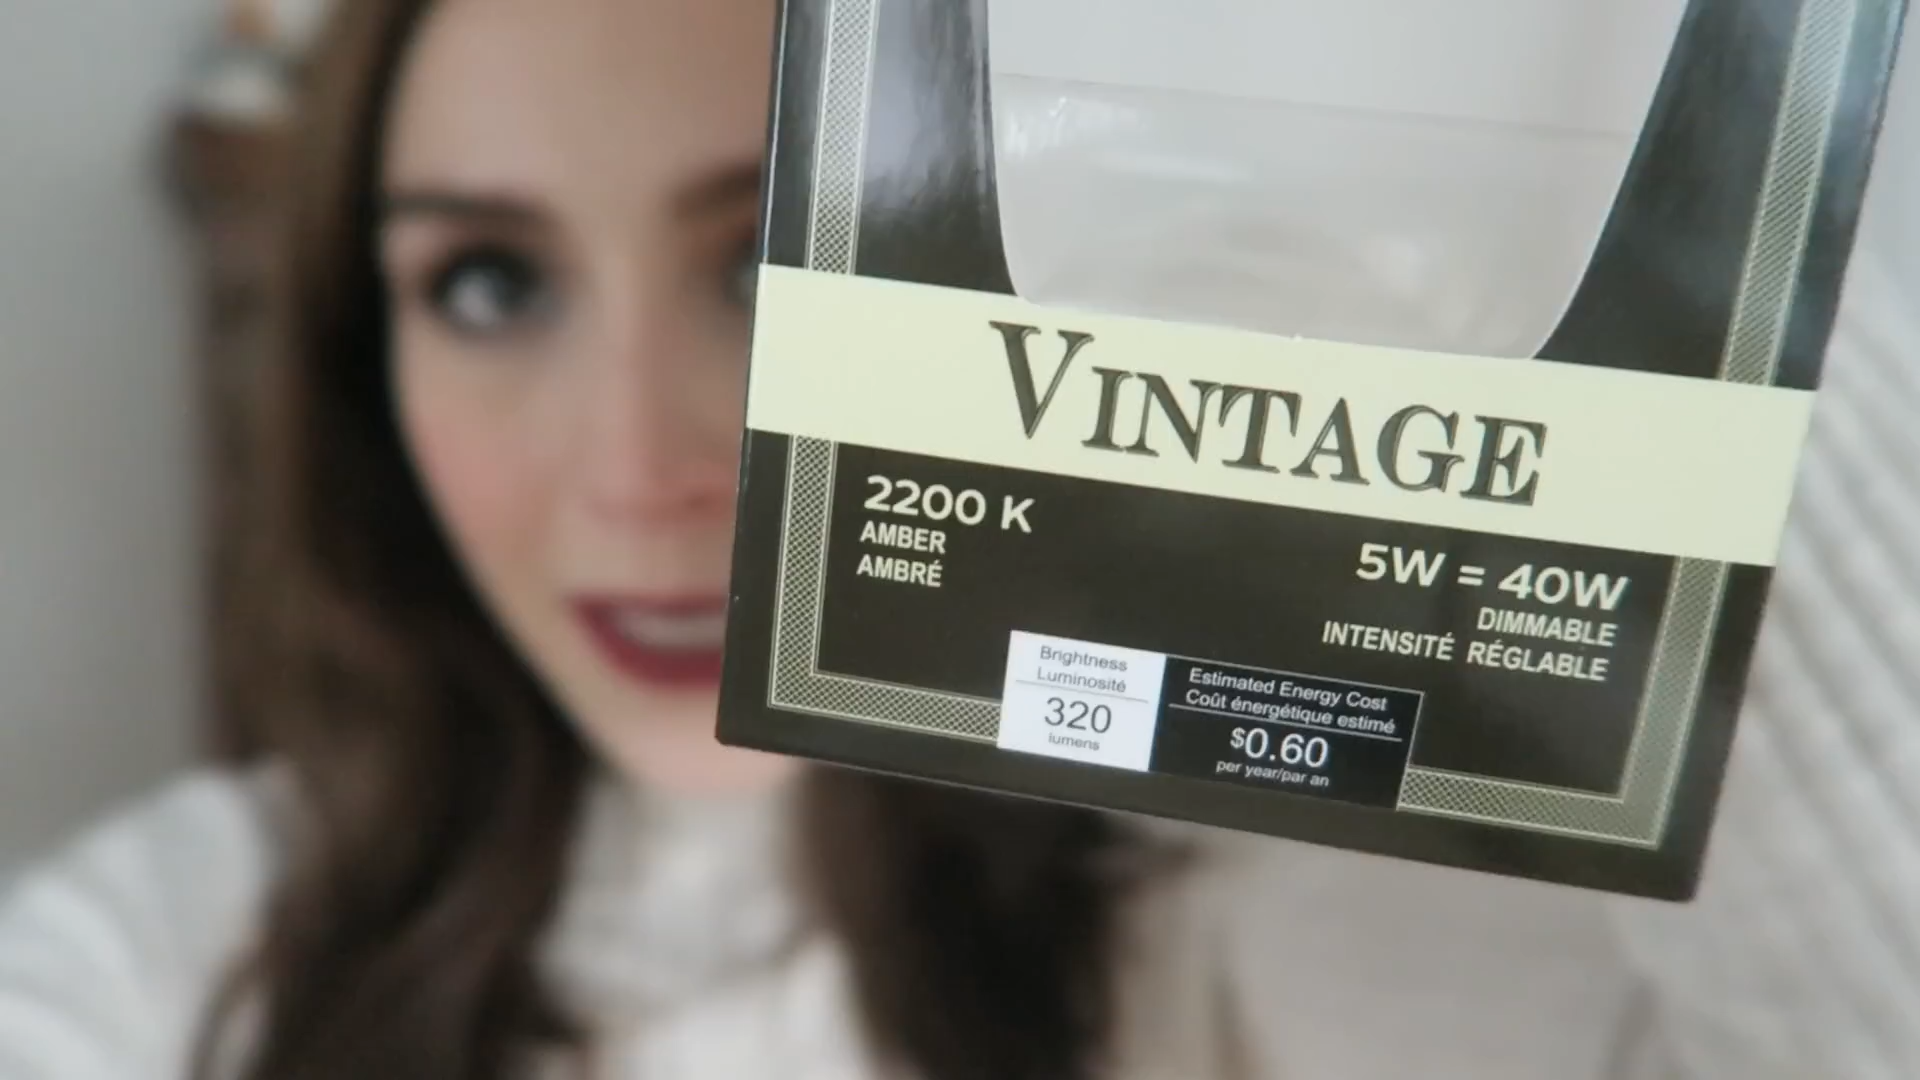 VINTAGE
2200 K
AMBER
AMBRÉ
5W = 40W
DIMMABLE
INTENSITÉ RÉGLABLE
Brightness
Luminosité
320
lumens
Estimated Energy Cost
Coût énergétique estimé
$0.60
per year/par an